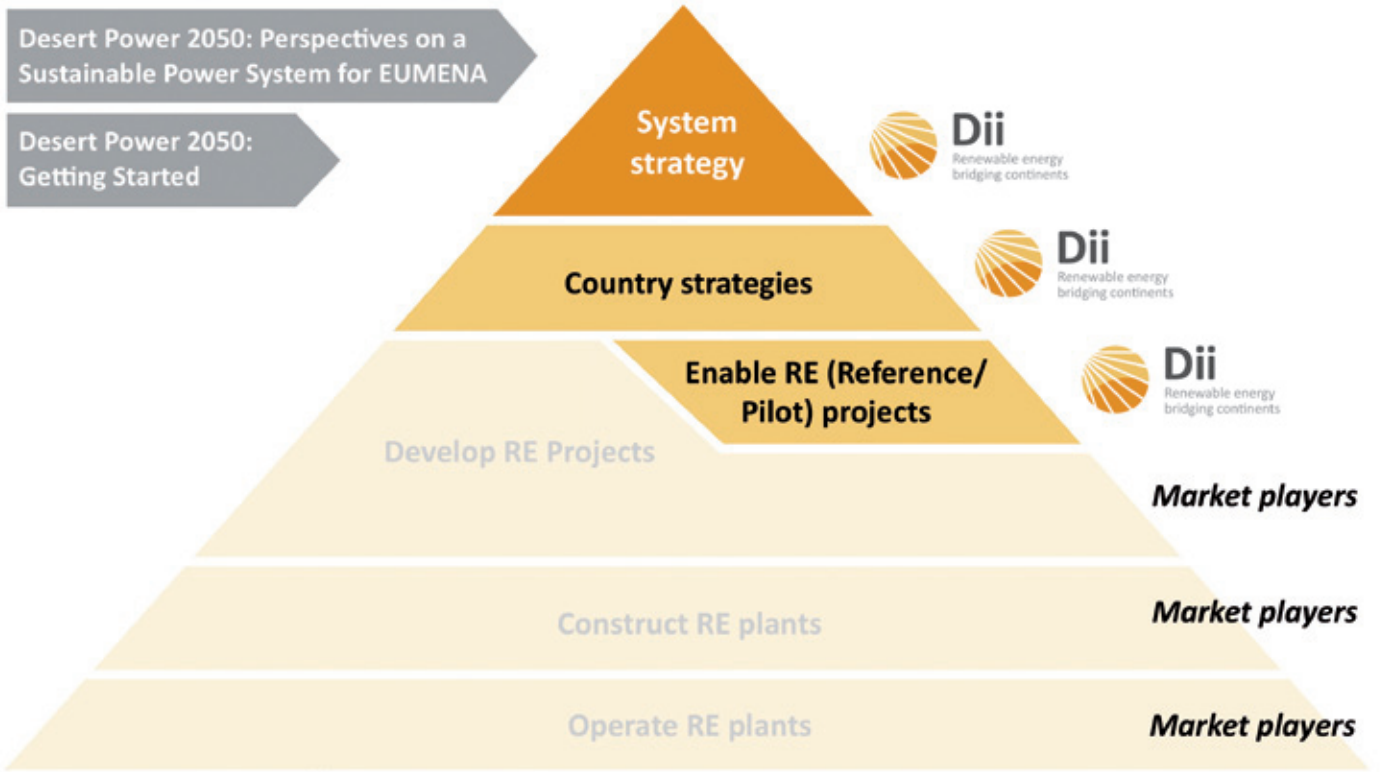 Desert Power 2050: Perspectives on a
Sustainable Power System for EUMENA
Desert Power 2050:
Getting Started
System
strategy
Dii
Renewable energy
bridging continents
Country strategies
Dii
Renewable energy
bridging continents
Enable RE (Reference/
Pilot) projects
Dii
Renewable energy
bridging continents
Develop RE Projects
Market players
Construct RE plants
Market players
Operate RE plants
Market players